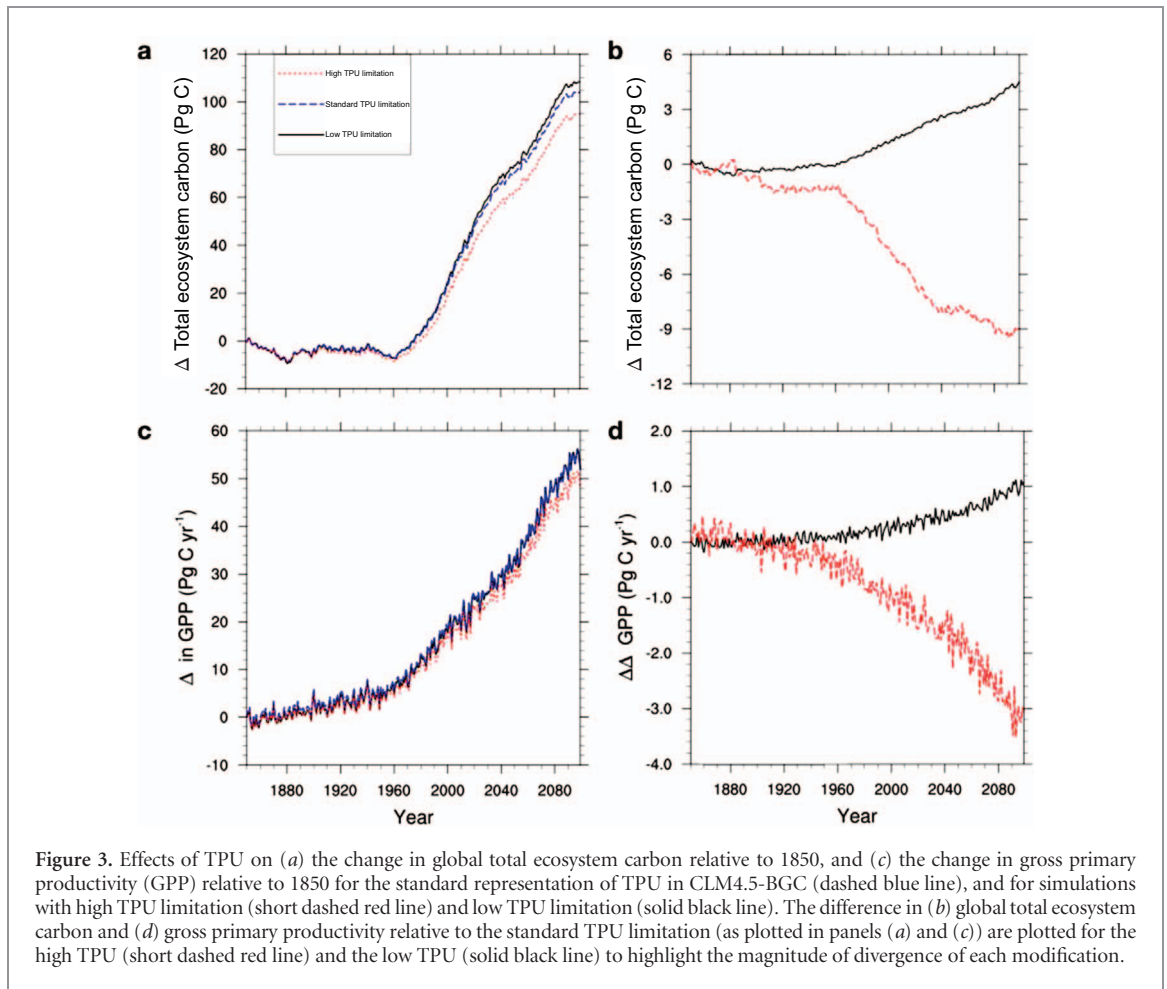 a
120
100
80
60
40
20
0
-20
Δ Total ecosystem carbon (Pg C)
High TPU limitation
Standard TPU limitation
Low TPU limitation
b
6
3
0
-3
-6
-9
-12
Δ Total ecosystem carbon (Pg C)
c
60
50
40
30
20
10
0
-10
Δ in GPP (Pg C yr⁻¹)
1880 1920 1960 2000 2040 2080
Year
d
2.0
1.0
0.0
-1.0
-2.0
-3.0
-4.0
ΔΔ GPP (Pg C yr⁻¹)
1880 1920 1960 2000 2040 2080
Year
Figure 3. Effects of TPU on (a) the change in global total ecosystem carbon relative to 1850, and (c) the change in gross primary
productivity (GPP) relative to 1850 for the standard representation of TPU in CLM4.5-BGC (dashed blue line), and for simulations
with high TPU limitation (short dashed red line) and low TPU limitation (solid black line). The difference in (b) global total ecosystem
carbon and (d) gross primary productivity relative to the standard TPU limitation (as plotted in panels (a) and (c)) are plotted for the
high TPU (short dashed red line) and the low TPU (solid black line) to highlight the magnitude of divergence of each modification.